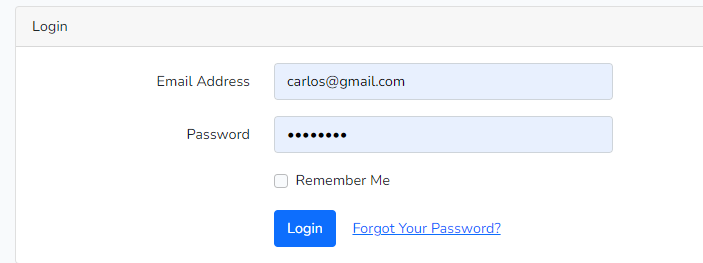 Login
Email Address carlos@gmail.com
Password ••••••••
Remember Me
Login Forgot Your Password?